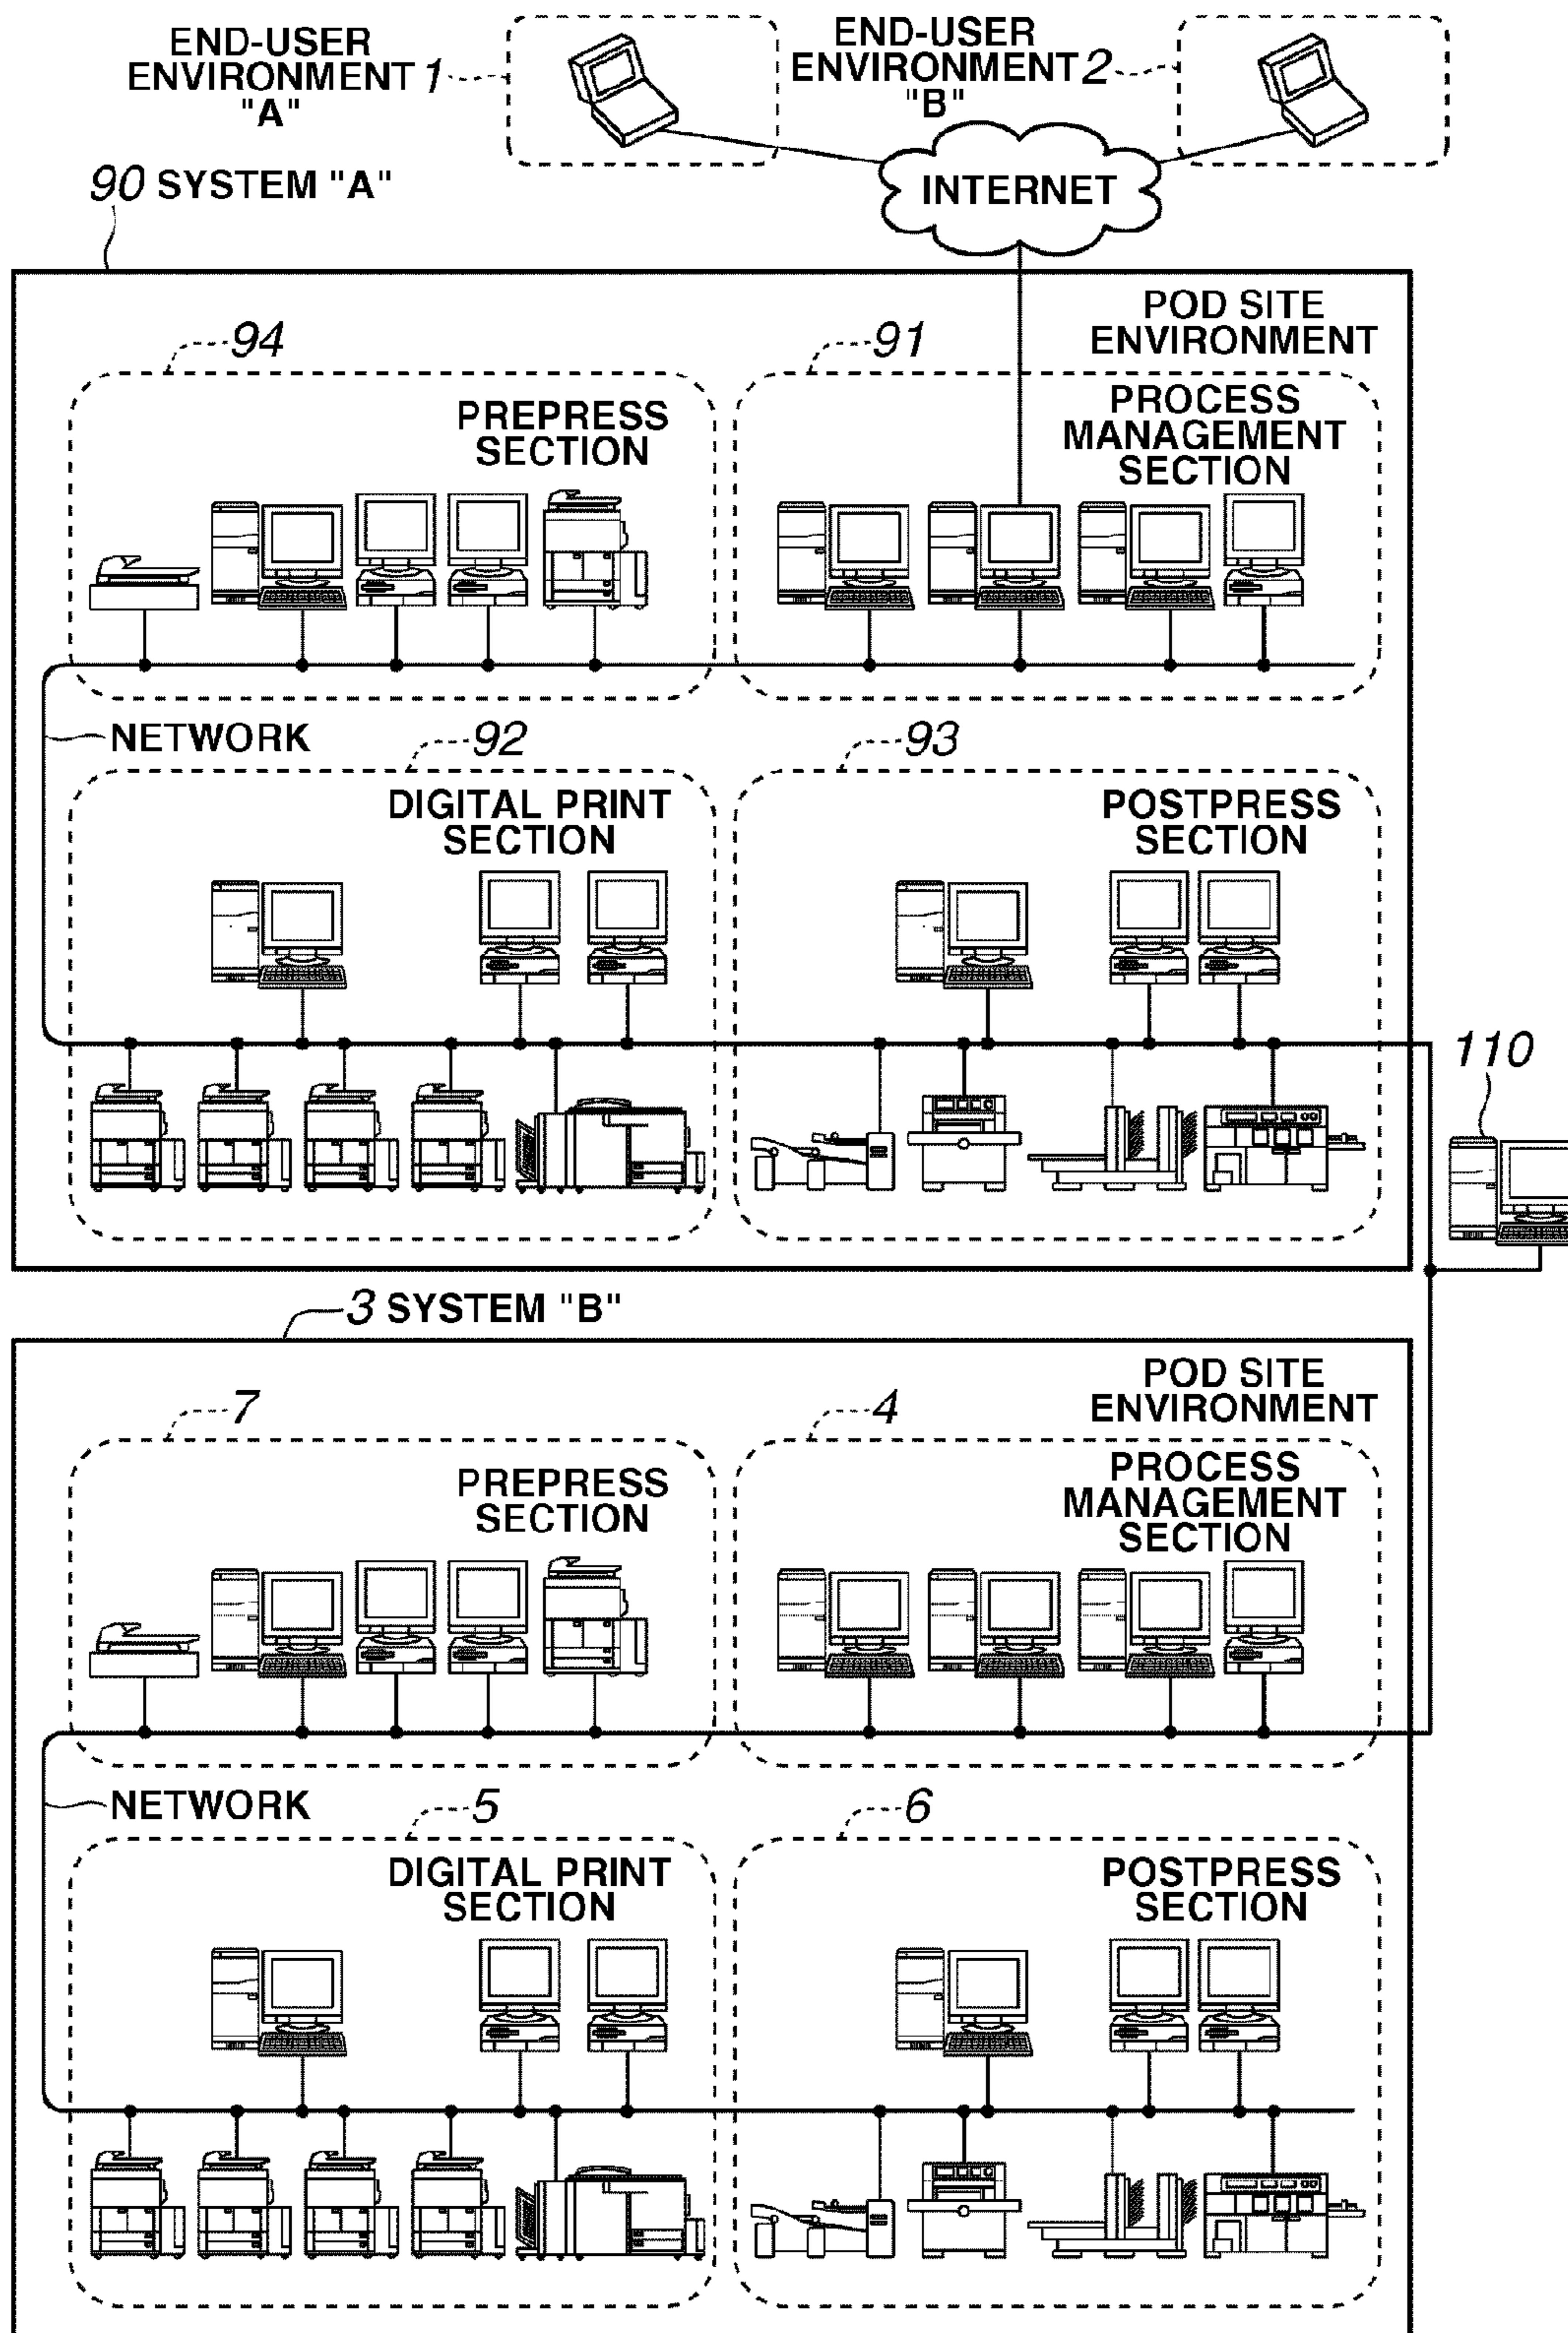 END-USER
ENVIRONMENT 1
"A"
END-USER
ENVIRONMENT 2
"B"
INTERNET
90 SYSTEM "A"
POD SITE
ENVIRONMENT
94
PREPRESS
SECTION
91
PROCESS
MANAGEMENT
SECTION
NETWORK
92
DIGITAL PRINT
SECTION
93
POSTPRESS
SECTION
110
3 SYSTEM "B"
POD SITE
ENVIRONMENT
7
PREPRESS
SECTION
4
PROCESS
MANAGEMENT
SECTION
NETWORK
5
DIGITAL PRINT
SECTION
6
POSTPRESS
SECTION